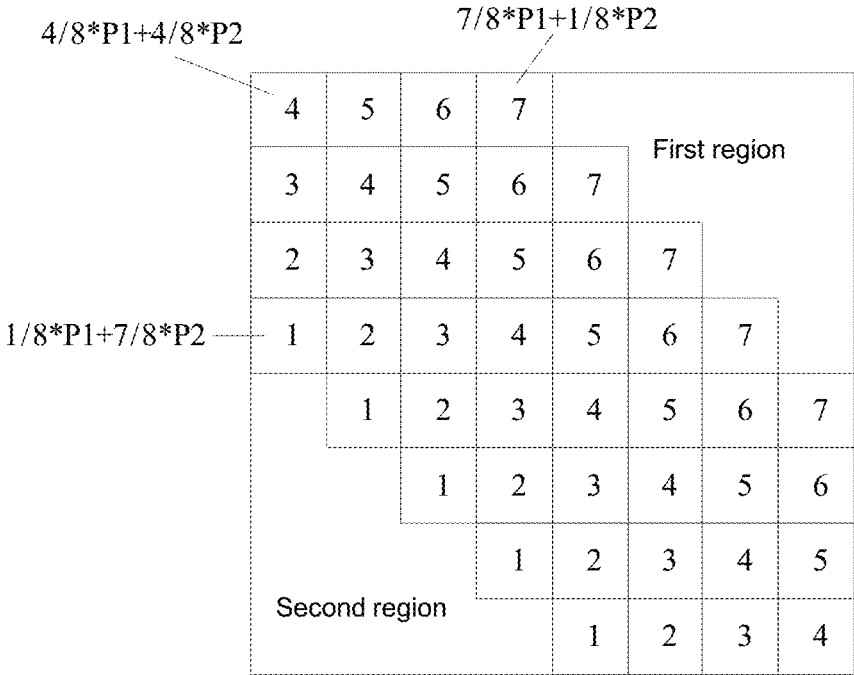 7/8*P1+1/8*P2
4/8*P1+4/8*P2
4 5 6 7
First region
3 4 5 6 7
2 3 4 5 6 7
1/8*P1+7/8*P2 1 2 3 4 5 6 7
1 2 3 4 5 6 7
1 2 3 4 5 6
1 2 3 4 5
Second region
1 2 3 4